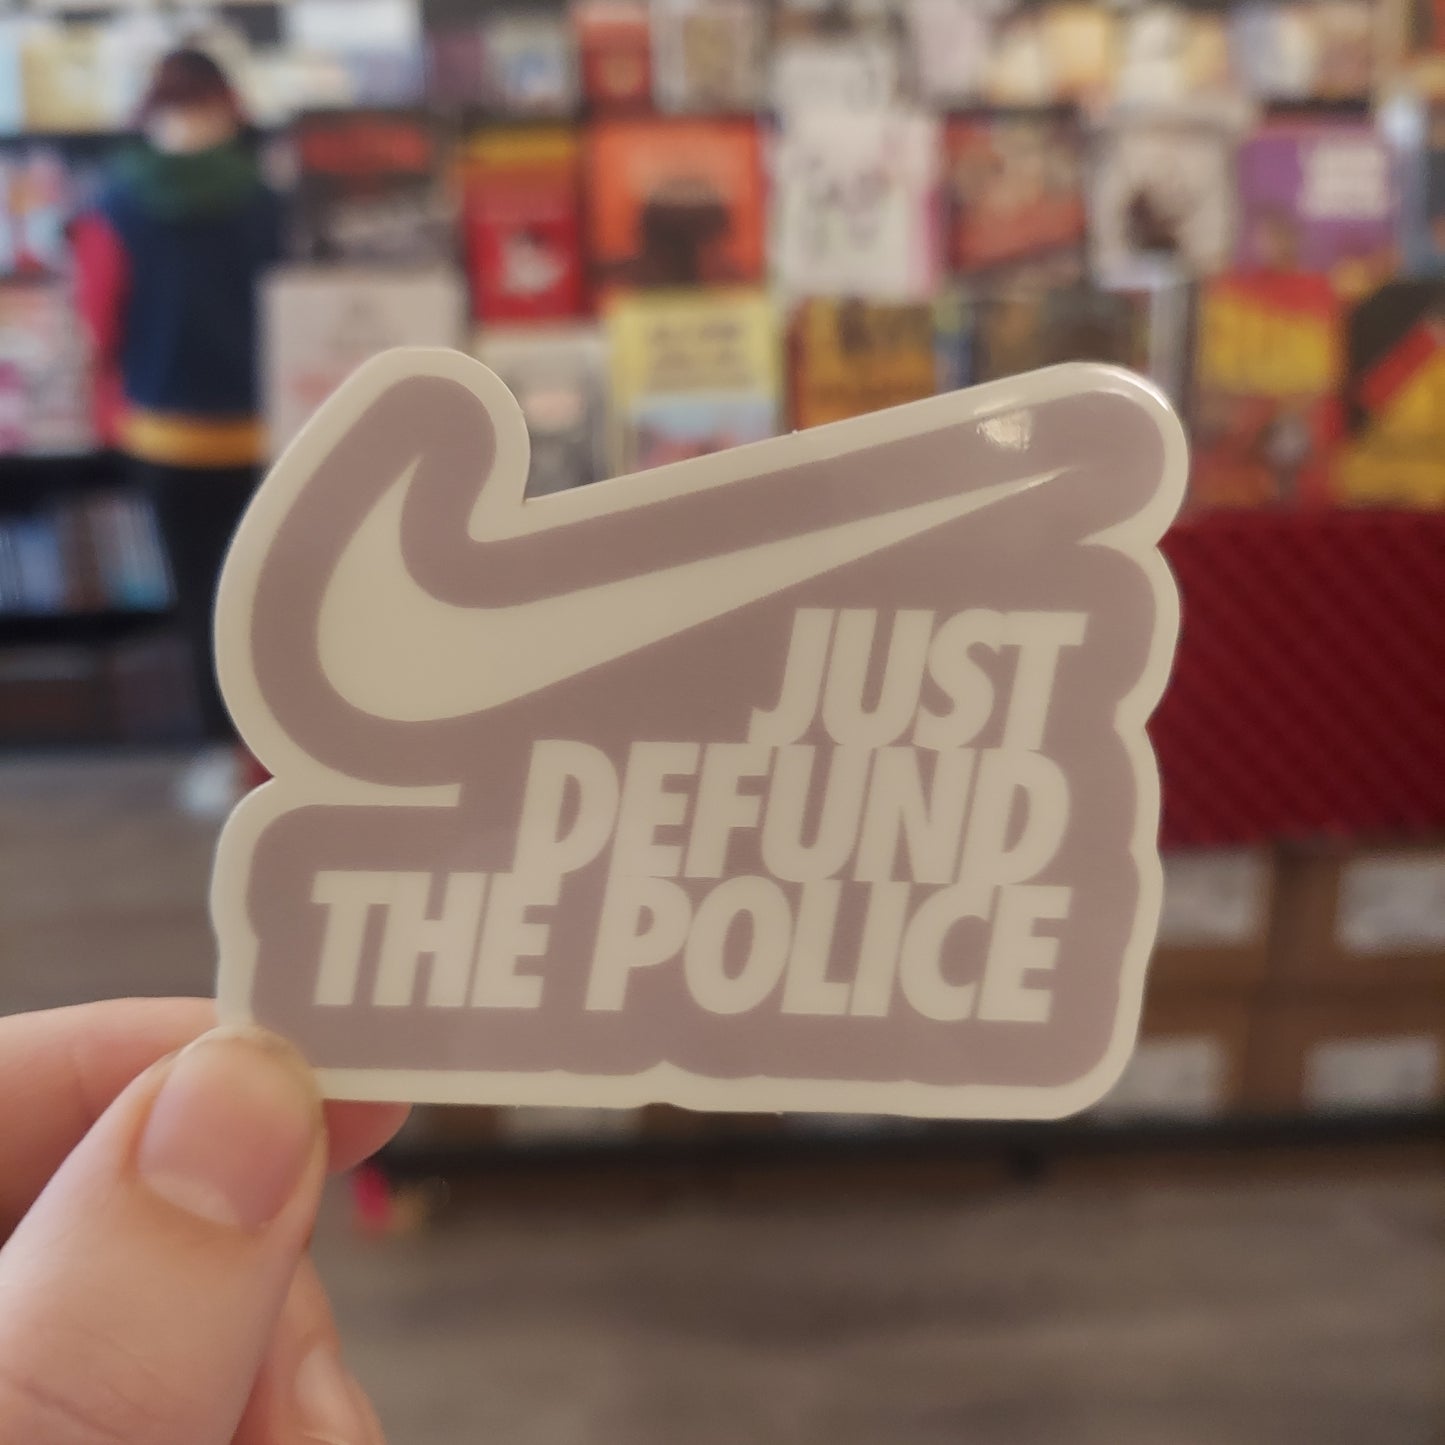 JUST
DEFUND
THE POLICE